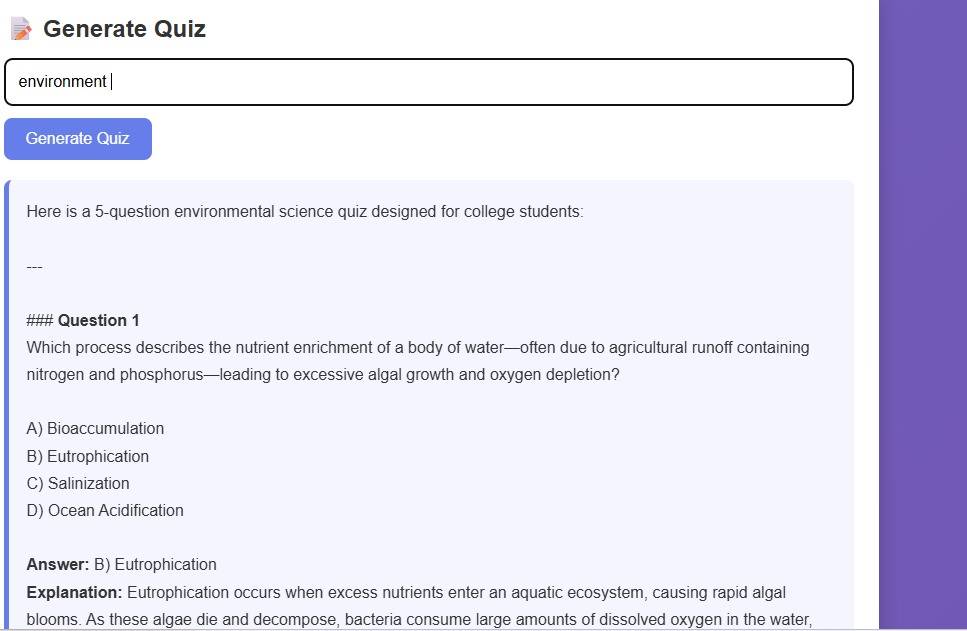 Generate Quiz
environment
Generate Quiz
Here is a 5-question environmental science quiz designed for college students:
---
### Question 1
Which process describes the nutrient enrichment of a body of water—often due to agricultural runoff containing
nitrogen and phosphorus—leading to excessive algal growth and oxygen depletion?
A) Bioaccumulation
B) Eutrophication
C) Salinization
D) Ocean Acidification
Answer: B) Eutrophication
Explanation: Eutrophication occurs when excess nutrients enter an aquatic ecosystem, causing rapid algal
blooms. As these algae die and decompose, bacteria consume large amounts of dissolved oxygen in the water,